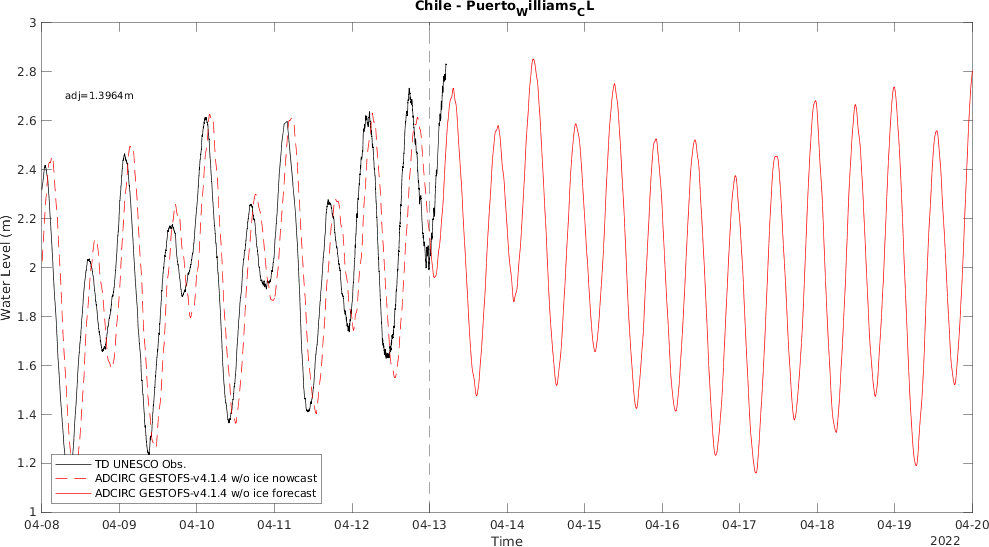 Chile - PuertoWilliamsCL
3
2.8
adj=1.3964m
2.6
2.4
2.2
2
1.8
1.6
1.4
1.2
1
Water Level (m)
TD UNESCO Obs.
ADCIRC GESTOFS-v4.1.4 w/o ice nowcast
ADCIRC GESTOFS-v4.1.4 w/o ice forecast
04-08 04-09 04-10 04-11 04-12 04-13 04-14 04-15 04-16 04-17 04-18 04-19 04-20
Time
2022